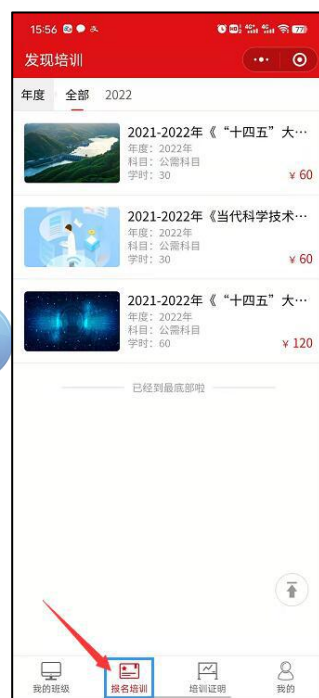 15:56
发现培训
年度 全部 2022
2021-2022年《“十四五”大…
年度：2022年
科目：公需科目
学时：30
¥ 60
2021-2022年《当代科学技术…
年度：2022年
科目：公需科目
学时：30
¥ 60
2021-2022年《“十四五”大…
年度：2022年
科目：公需科目
学时：60
¥ 120
已经到最底部啦
我的班级 报名培训 培训证明 我的